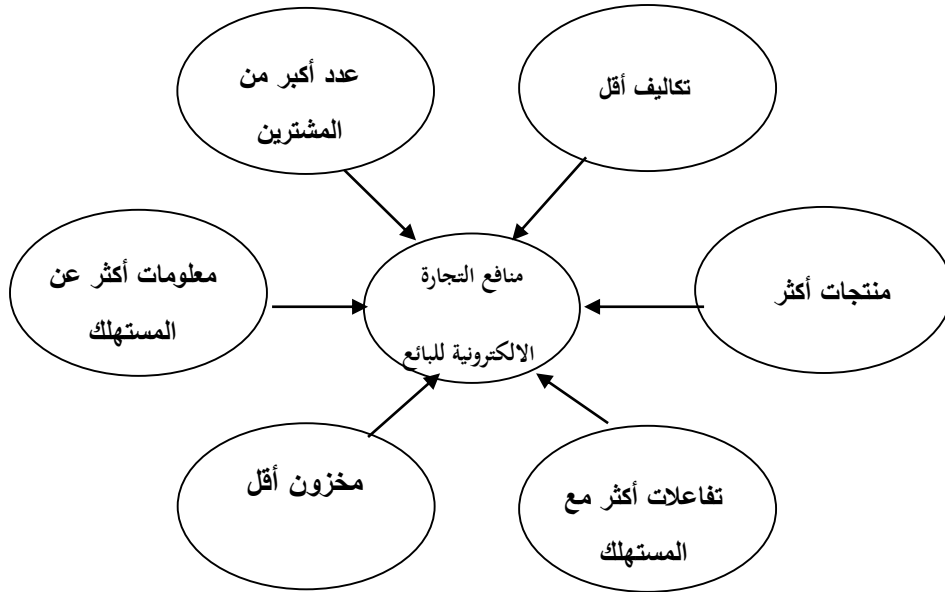 تكاليف أقل
عدد أكبر من
المشترين
منتجات أكثر
منافع التجارة
الالكترونية للبائع
معلومات أكثر عن
المستهلك
تفاعلات أكثر مع
المستهلك
مخزون أقل